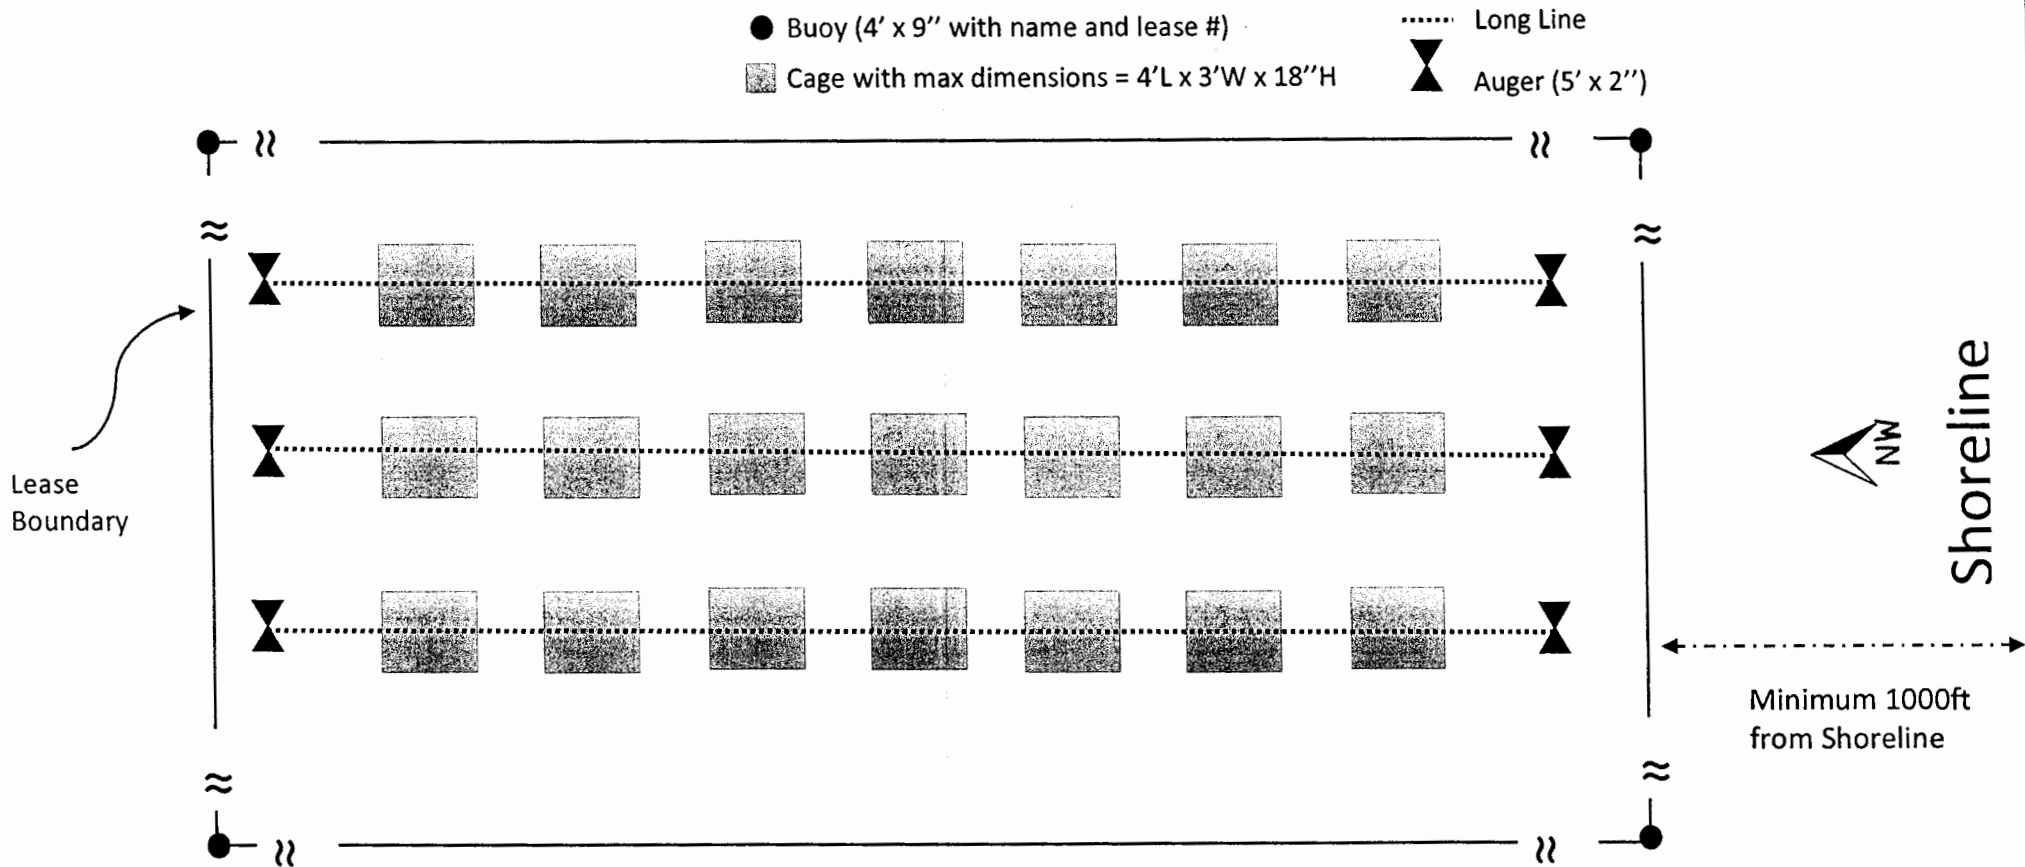 Buoy (4' x 9" with name and lease #)
Long Line
Cage with max dimensions = 4'L x 3'W x 18"H
Auger (5' x 2")
Lease
Boundary
NW
Shoreline
Minimum 1000ft
from Shoreline